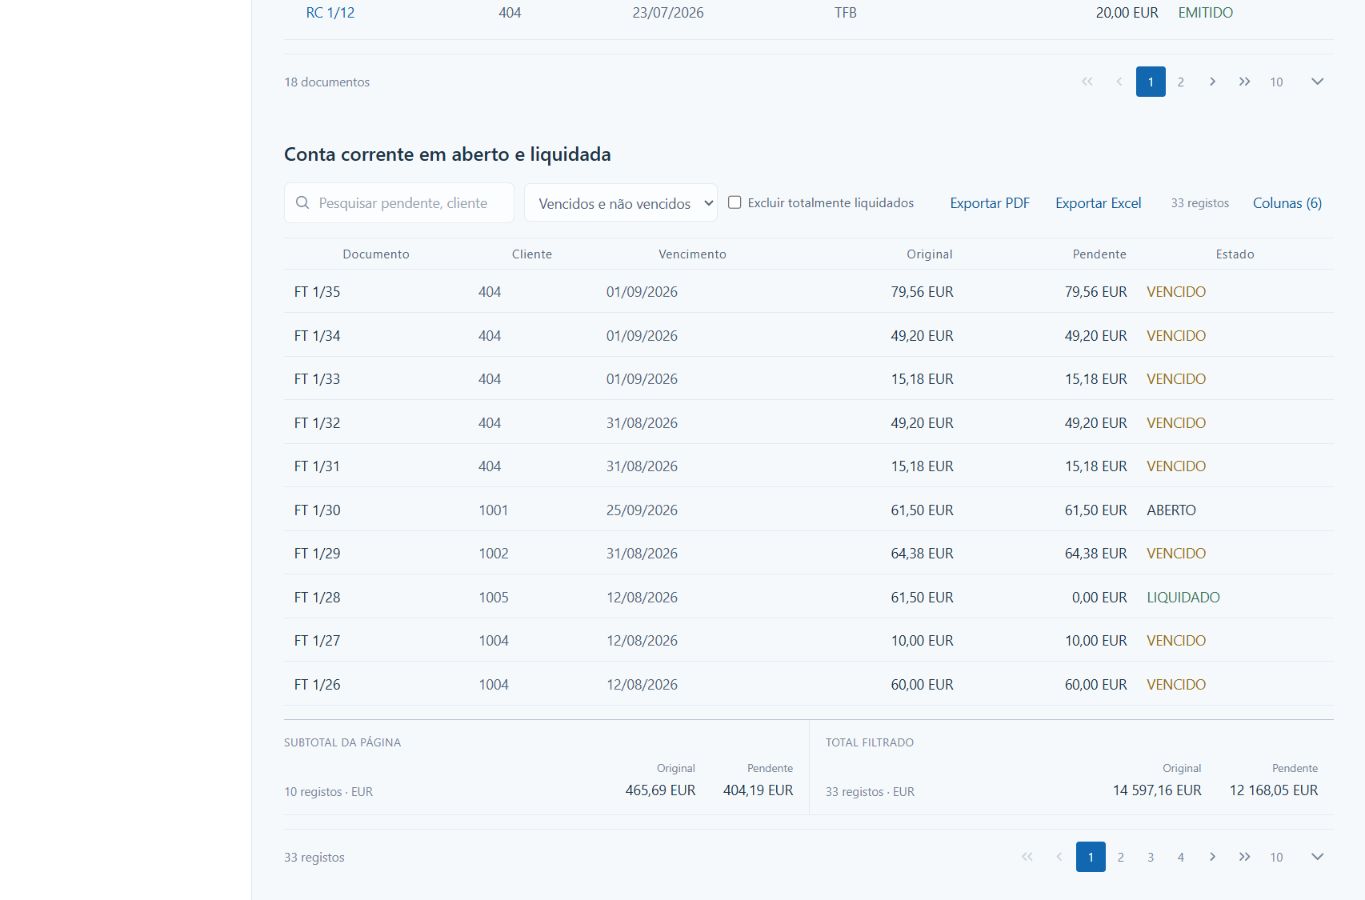 RC 1/12 404 23/07/2026 TFB 20,00 EUR EMITIDO
18 documentos 1 2 10
Conta corrente em aberto e liquidada
Pesquisar pendente, cliente Vencidos e não vencidos Excluir totalmente liquidados Exportar PDF Exportar Excel 33 registos Colunas (6)
Documento Cliente Vencimento Original Pendente Estado
FT 1/35 404 01/09/2026 79,56 EUR 79,56 EUR VENCIDO
FT 1/34 404 01/09/2026 49,20 EUR 49,20 EUR VENCIDO
FT 1/33 404 01/09/2026 15,18 EUR 15,18 EUR VENCIDO
FT 1/32 404 31/08/2026 49,20 EUR 49,20 EUR VENCIDO
FT 1/31 404 31/08/2026 15,18 EUR 15,18 EUR VENCIDO
FT 1/30 1001 25/09/2026 61,50 EUR 61,50 EUR ABERTO
FT 1/29 1002 31/08/2026 64,38 EUR 64,38 EUR VENCIDO
FT 1/28 1005 12/08/2026 61,50 EUR 0,00 EUR LIQUIDADO
FT 1/27 1004 12/08/2026 10,00 EUR 10,00 EUR VENCIDO
FT 1/26 1004 12/08/2026 60,00 EUR 60,00 EUR VENCIDO
SUBTOTAL DA PÁGINA TOTAL FILTRADO
Original Pendente Original Pendente
10 registos · EUR 465,69 EUR 404,19 EUR 33 registos · EUR 14 597,16 EUR 12 168,05 EUR
33 registos 1 2 3 4 10